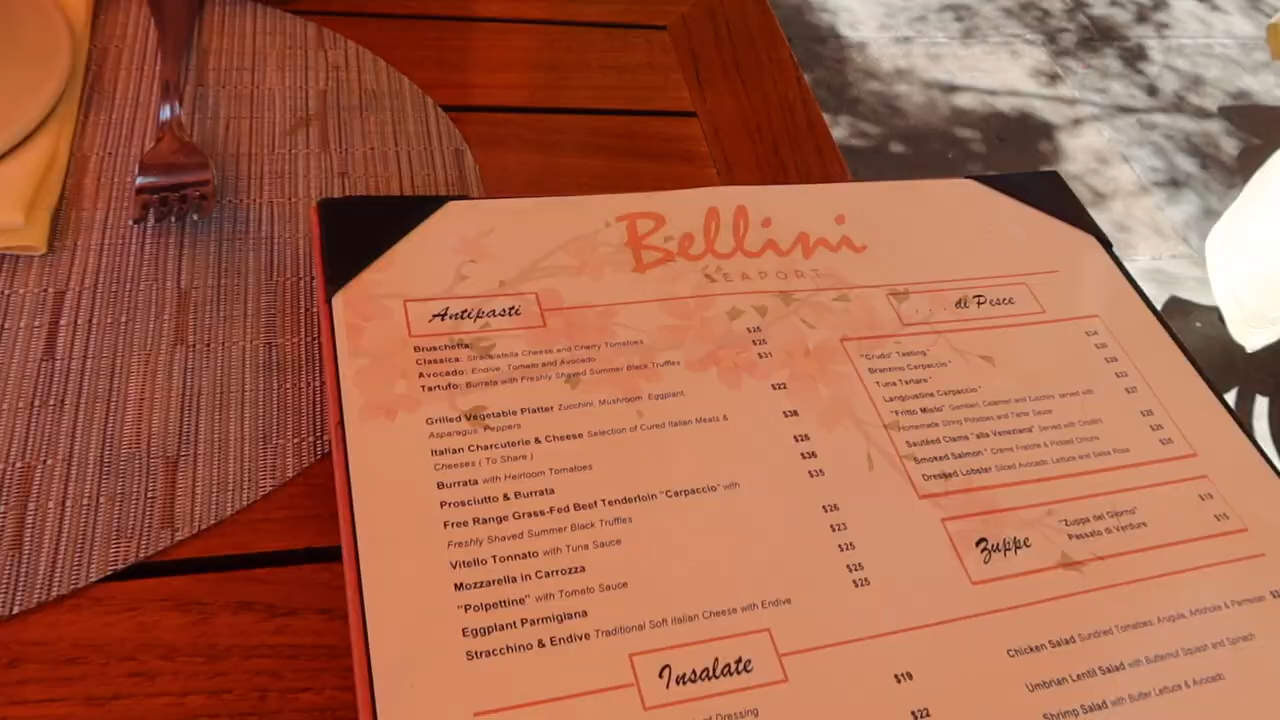 Bellini
SEAPORT
Antipasti
Bruschetta:
Classica: Stracciatella Cheese and Cherry Tomatoes $25
Avocado: Endive, Tomato and Avocado $25
Tartufo: Burrata with Freshly Shaved Summer Black Truffles $31
Grilled Vegetable Platter Zucchini, Mushroom, Eggplant, $22
Asparagus, Peppers
Italian Charcuterie & Cheese Selection of Cured Italian Meats & $38
Cheeses ( To Share )
Burrata with Heirloom Tomatoes $25
Prosciutto & Burrata $36
Free Range Grass-Fed Beef Tenderloin "Carpaccio" with $35
Freshly Shaved Summer Black Truffles
Vitello Tonnato with Tuna Sauce $26
Mozzarella in Carrozza $23
"Polpettine" with Tomato Sauce $25
Eggplant Parmigiana $25
Stracchino & Endive Traditional Soft Italian Cheese with Endive $25
. . . di Pesce
"Crudo" Tasting *
Branzino Carpaccio *
Tuna Tartare *
Langoustine Carpaccio *
"Fritto Misto" Gamberi, Calamari and Zucchini served with $37
Homemade String Potatoes and Tartar Sauce
Sautéed Clams "alla Veneziana" Served with Crostini
Smoked Salmon * Crème Fraiche & Pickled Onions
Dressed Lobster Sliced Avocado, Lettuce and Salsa Rosa
Zuppe
"Zuppa del Giorno" $19
Passato di Verdure $15
Insalate
Dressing $19
$22
Chicken Salad Sundried Tomatoes, Arugula, Artichoke & Parmesan
Umbrian Lentil Salad with Butternut Squash and Spinach
Shrimp Salad with Butter Lettuce & Avocado